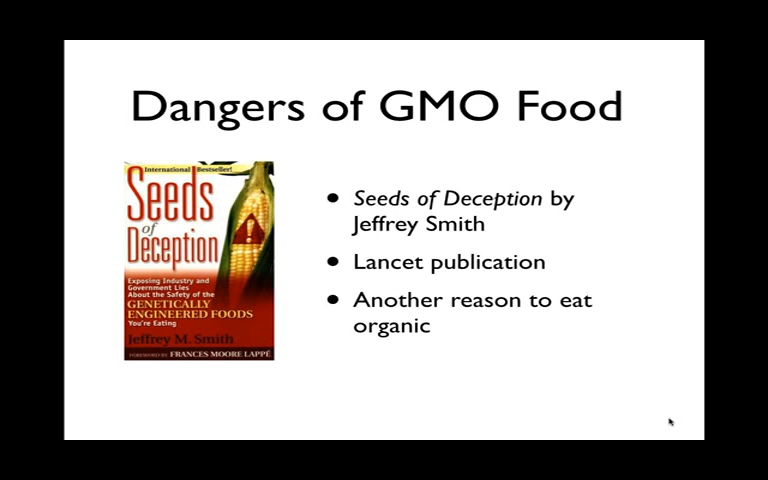 Dangers of GMO Food
International Bestseller!
Seeds
of
Deception
Exposing Industry and
Government Lies
About the Safety of the
GENETICALLY
ENGINEERED FOODS
You're Eating
Jeffrey M. Smith
FOREWORD BY FRANCES MOORE LAPPÉ
• Seeds of Deception by
Jeffrey Smith
• Lancet publication
• Another reason to eat
organic